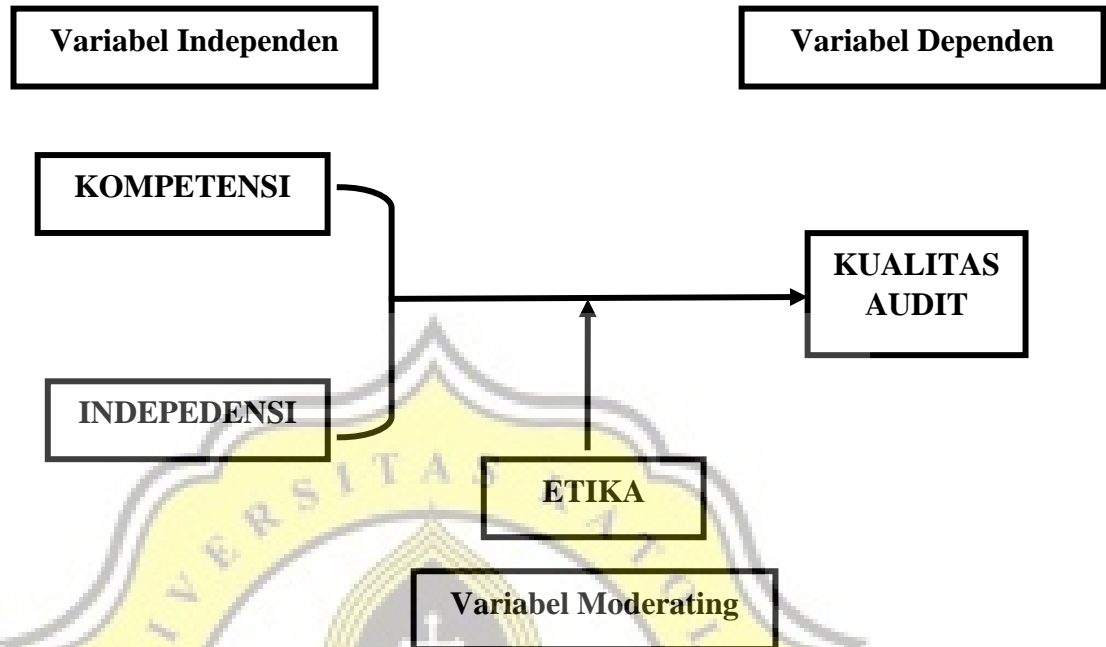 Variabel Independen
Variabel Dependen
KOMPETENSI
KUALITAS
AUDIT
INDEPEDENSI
ETIKA
Variabel Moderating